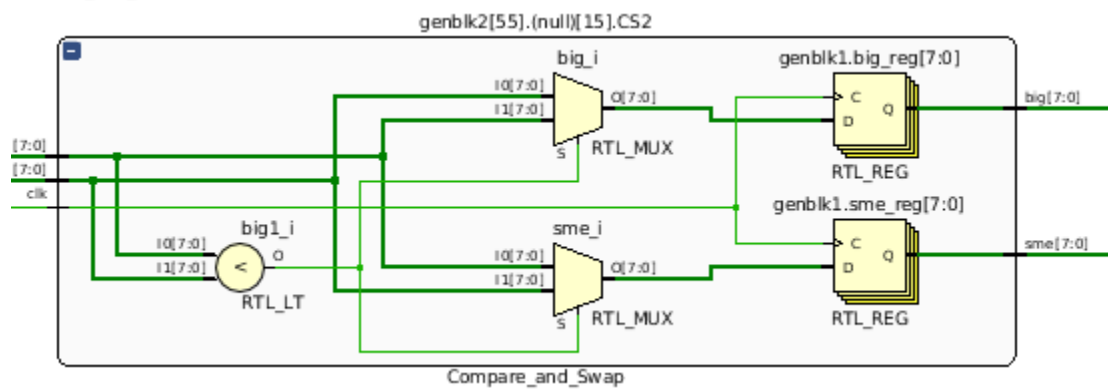 genblk2[55].(null)[15].CS2
big_i
genblk1.big_reg[7:0]
I0[7:0]
I1[7:0]
O[7:0]
S
RTL_MUX
C
D
Q
RTL_REG
big[7:0]
[7:0]
[7:0]
clk
big1_i
I0[7:0]
I1[7:0]
<
O
RTL_LT
sme_i
I0[7:0]
I1[7:0]
O[7:0]
S
RTL_MUX
genblk1.sme_reg[7:0]
C
D
Q
RTL_REG
sme[7:0]
Compare_and_Swap